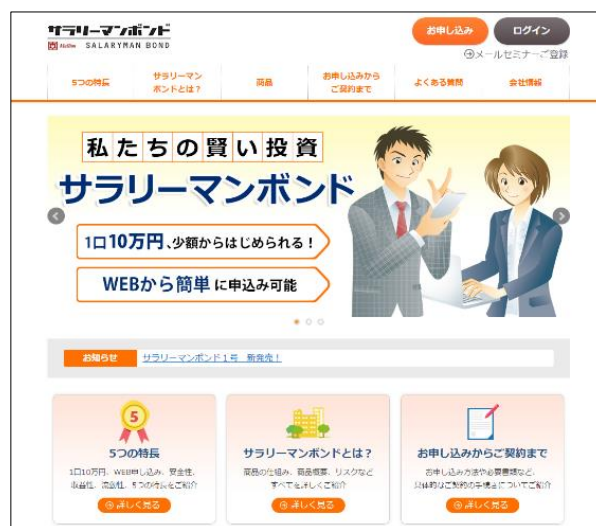 サラリーマンボンド
SALARYMAN BOND
お申し込み
ログイン
メールセミナーご登録
5つの特長
サラリーマン
ボンドとは？
商品
お申し込みから
ご契約まで
よくある質問
会社情報
私たちの賢い投資
サラリーマンボンド
1口10万円、少額からはじめられる！
WEBから簡単に申込み可能
お知らせ
サラリーマンボンド１号 新発売！
5
5つの特長
1口10万円、WEB申し込み、安全性、
収益性、流動性、５つの特長をご紹介
詳しく見る
サラリーマンボンドとは？
商品の仕組み、商品概要、リスクなど
すべてを詳しくご紹介
詳しく見る
お申し込みからご契約まで
お申し込み方法や必要書類など、
具体的なご契約の手続きについてご紹介
詳しく見る